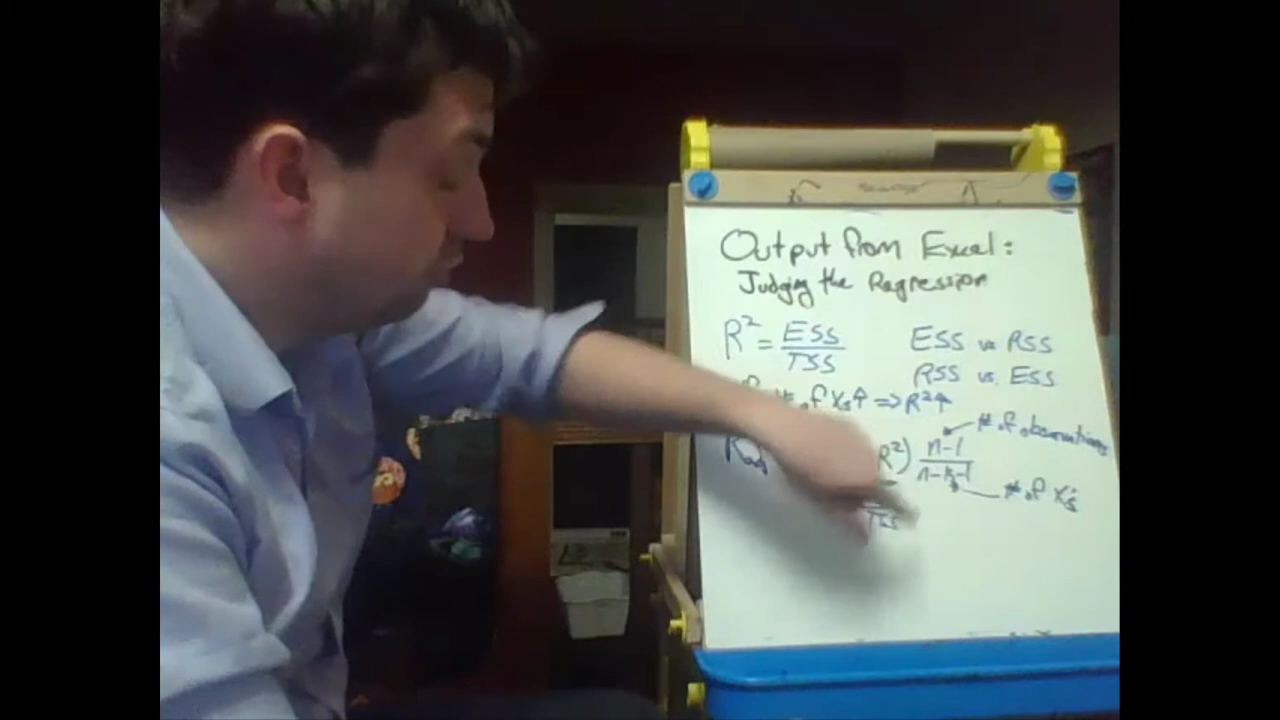 Output from Excel:
Judging the Regression
R² = ESS/TSS
ESS vs RSS
RSS vs. ESS
# of Xs↑ ⇒ R²↑
# of observations
R²) n-1/n-k-1
# of X's
TSS